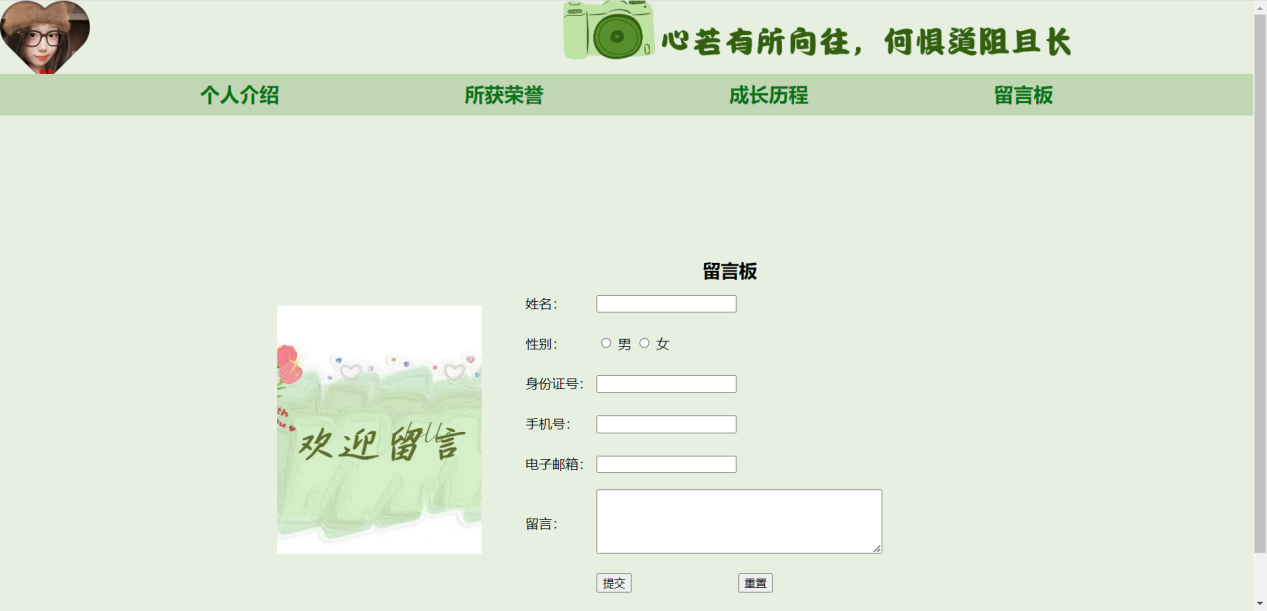 心若有所向往，何惧道阻且长
个人介绍 所获荣誉 成长历程 留言板
留言板
姓名：
性别： 男 女
身份证号：
手机号：
电子邮箱：
欢迎留言
留言：
提交 重置